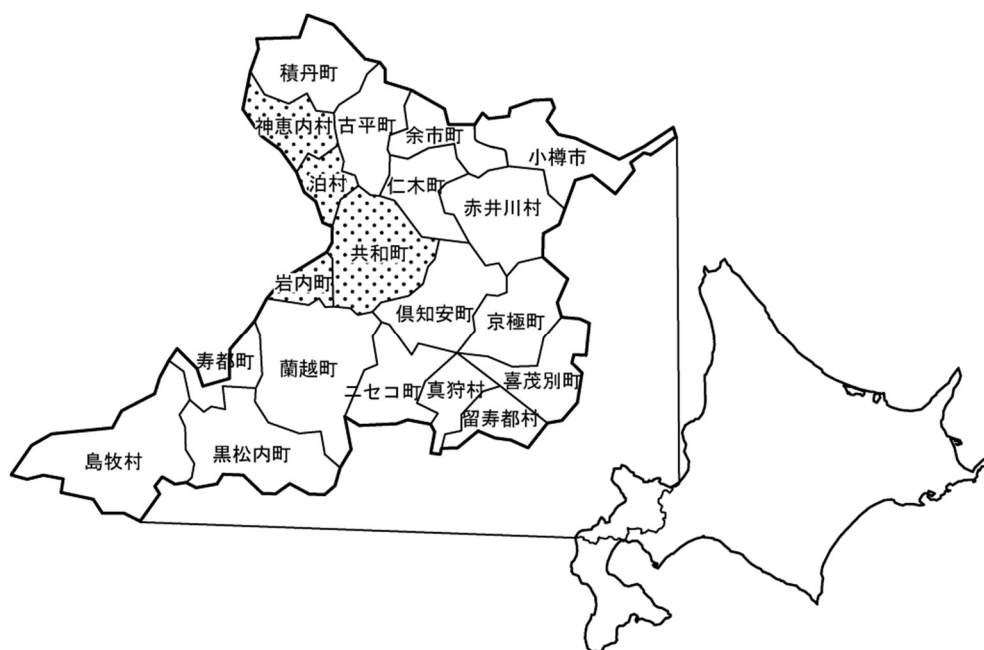 積丹町
神恵内村
古平町
余市町
小樽市
泊村
仁木町
赤井川村
共和町
岩内町
倶知安町
京極町
寿都町
蘭越町
ニセコ町
真狩村
喜茂別町
留寿都村
黒松内町
島牧村